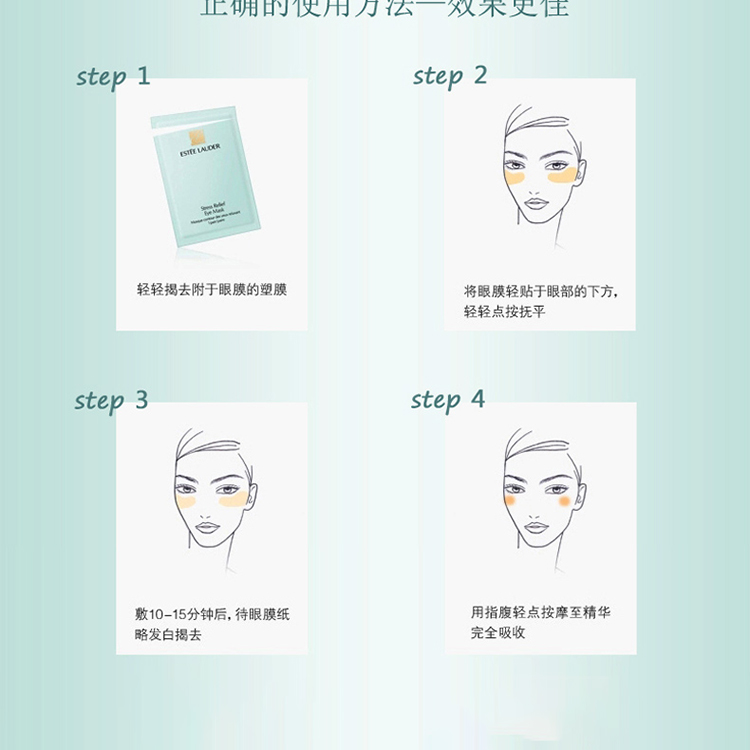 正确的使用方法—效果更佳
step 1
ESTĒE LAUDER
Stress Relief
Eye Mask
轻轻揭去附于眼膜的塑膜
step 2
将眼膜轻贴于眼部的下方,
轻轻点按抚平
step 3
敷10-15分钟后,待眼膜纸
略发白揭去
step 4
用指腹轻点按摩至精华
完全吸收